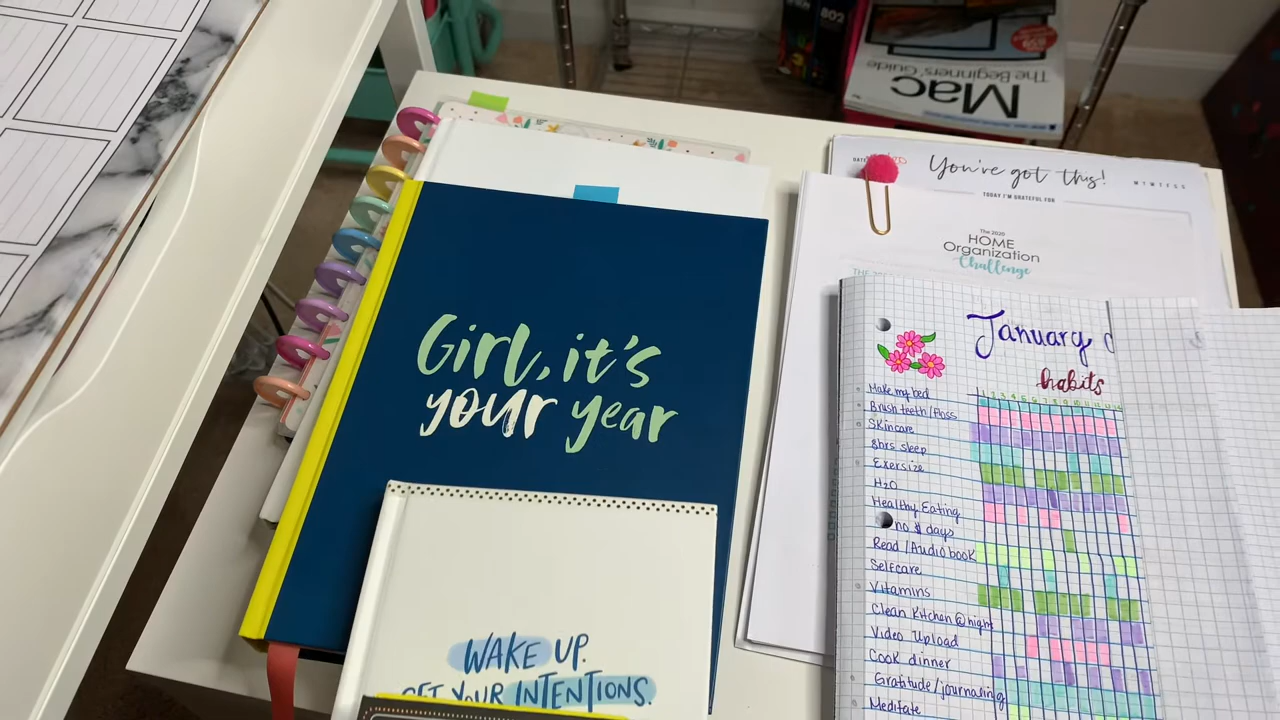 Girl, it's
your year
WAKE UP.
SET YOUR INTENTIONS.
802
Mac
The Beginners' Guide
You've got this!
M T W T F S S
TODAY I'M GRATEFUL FOR
The 2020
HOME
Organization
Challenge
January
habits
Make my bed
Brush teeth/Floss
Skincare
8hrs sleep
Exersize
H2O
Healthy Eating
no $ days
Read/Audiobook
Selfcare
Vitamins
Clean Kitchen @ night
Video Upload
Cook dinner
Gratitude/journaling
Meditate